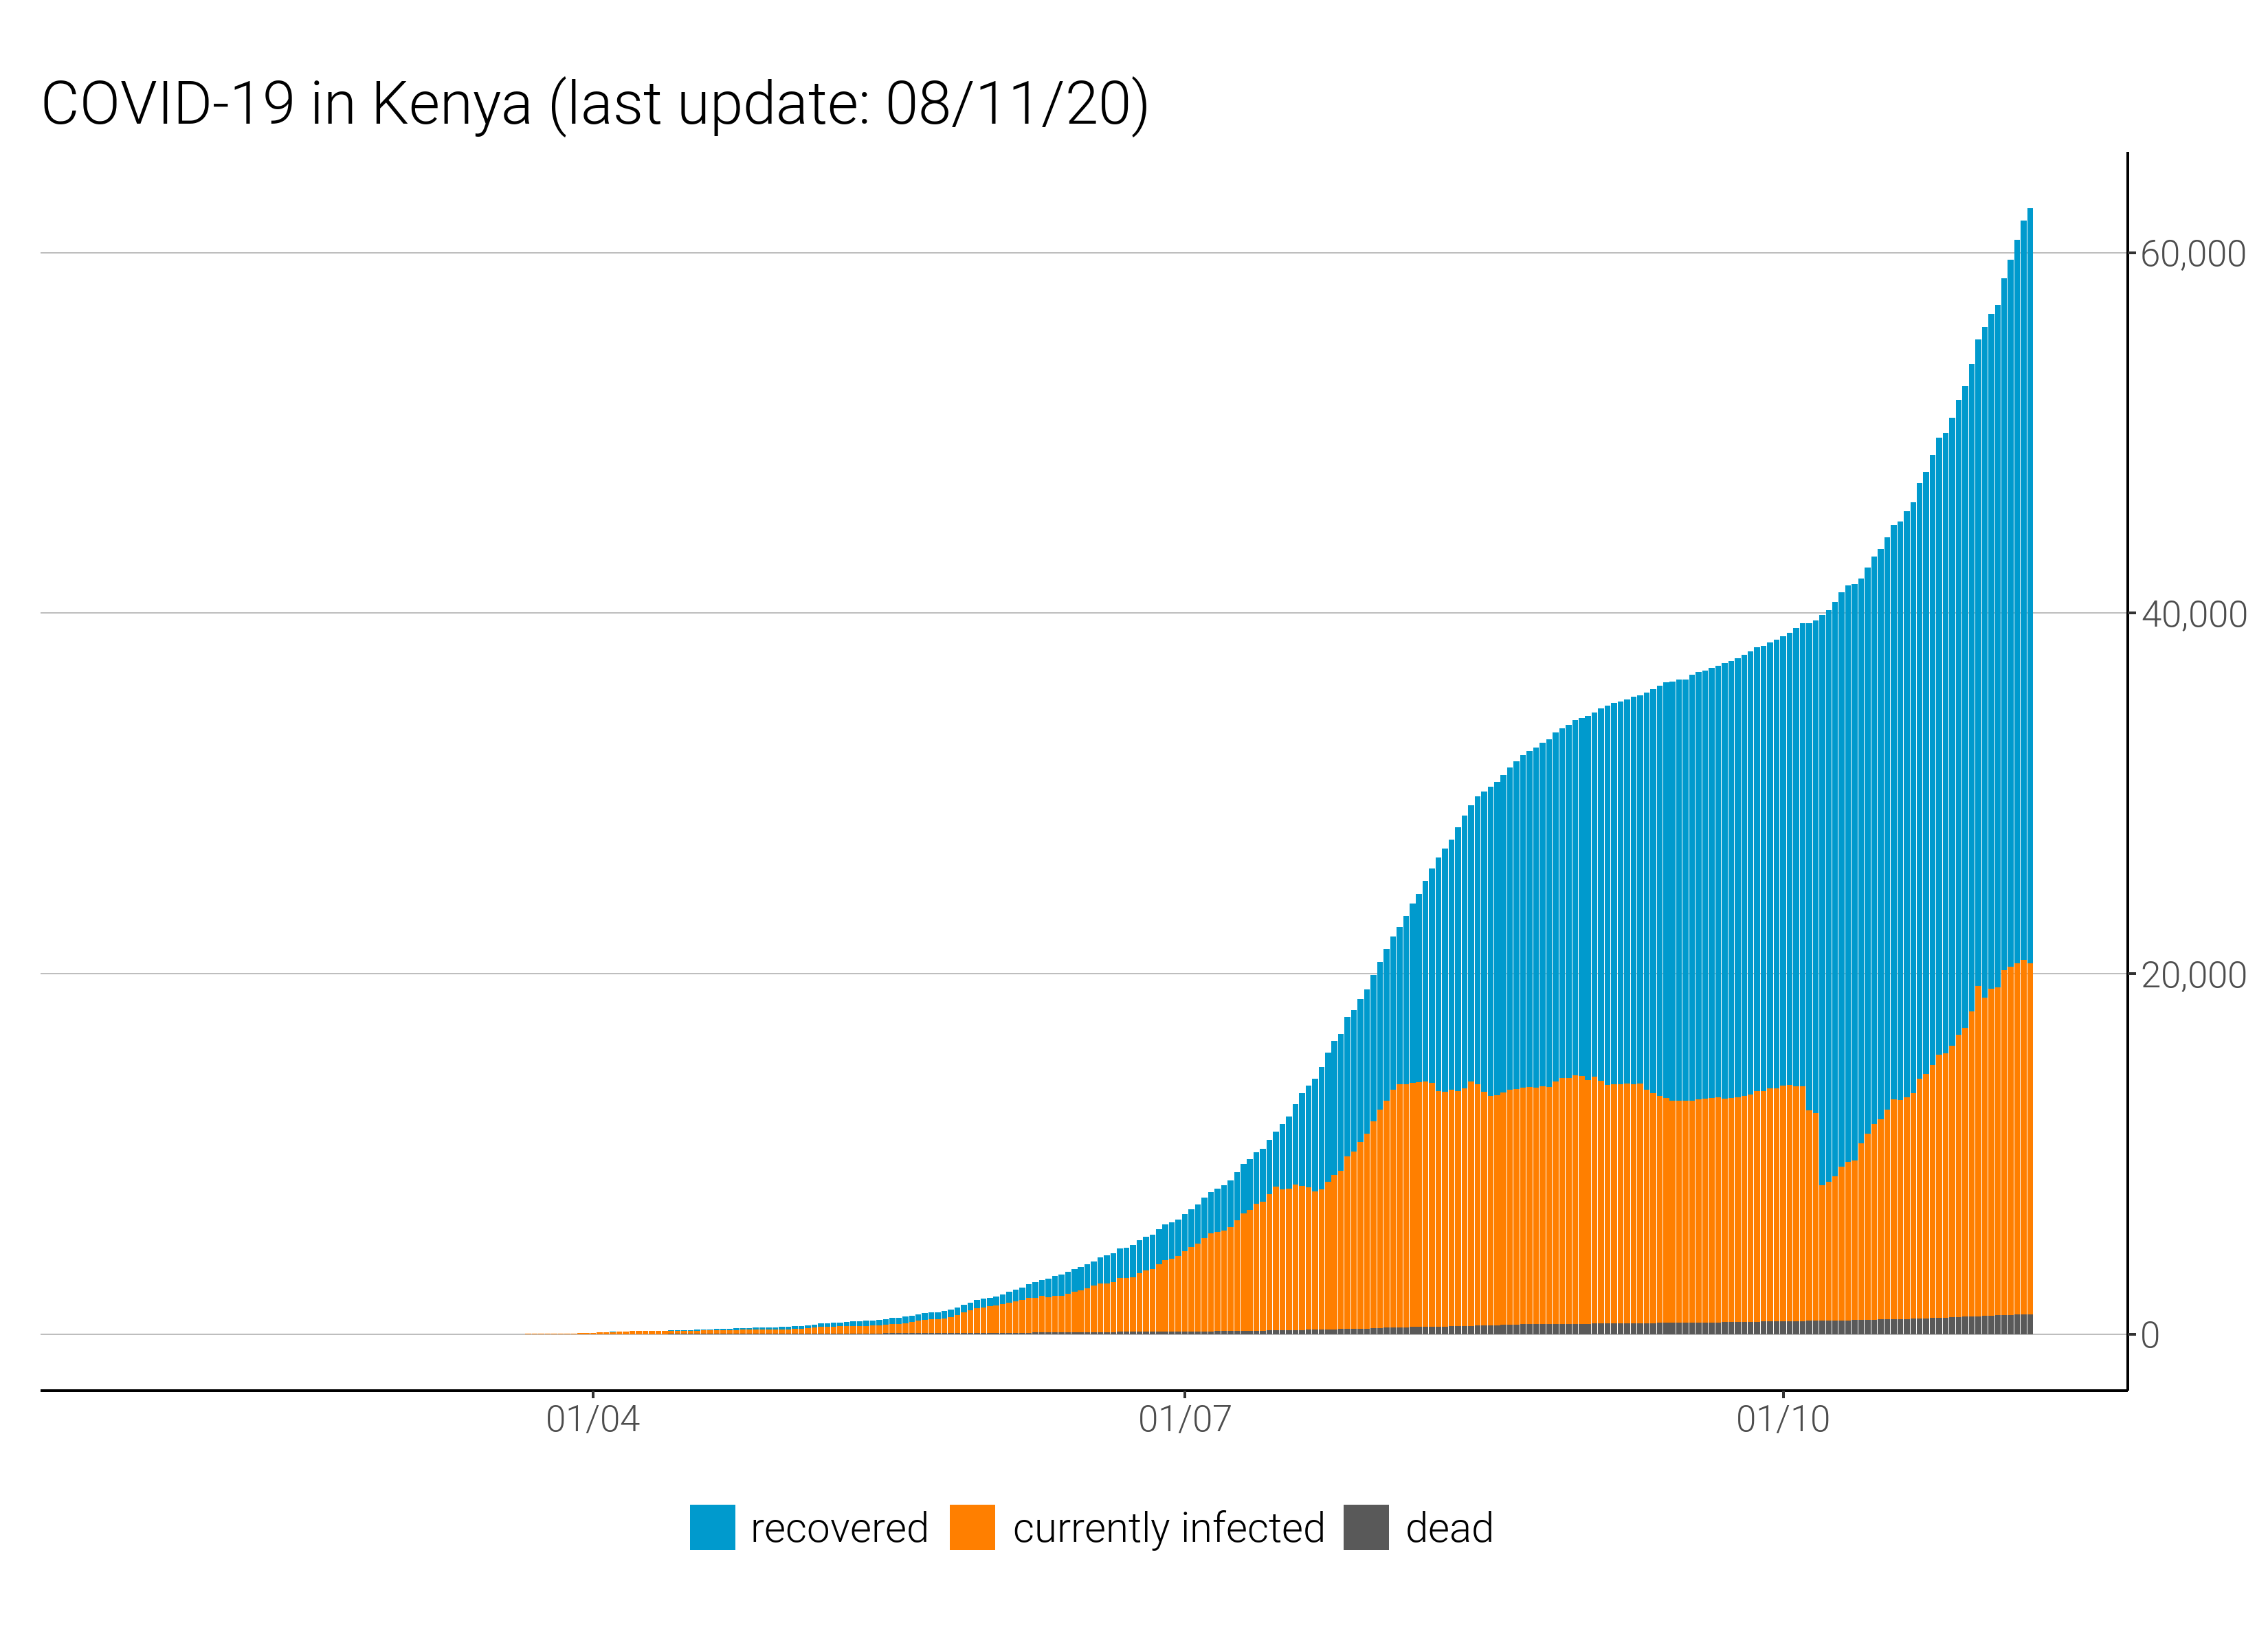 COVID-19 in Kenya (last update: 08/11/20)
60,000
40,000
20,000
0
01/04 01/07 01/10
recovered currently infected dead